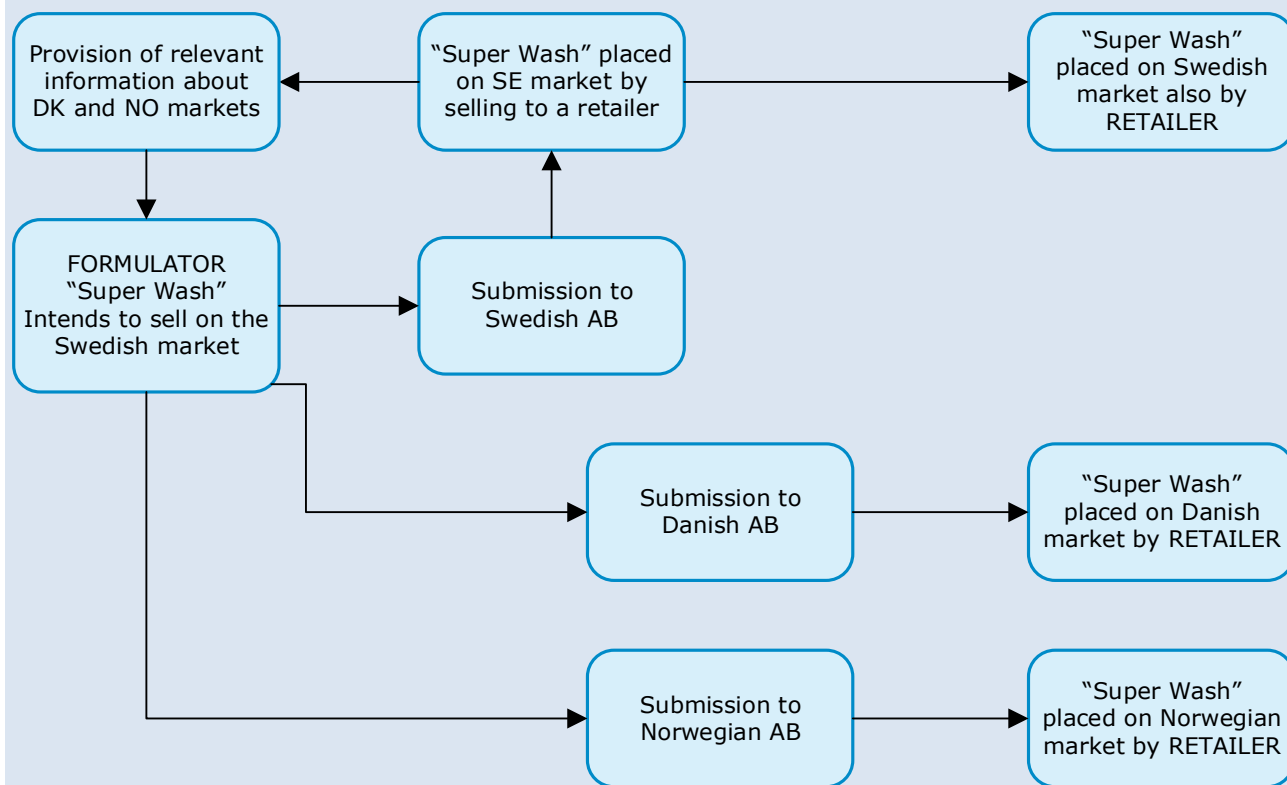 Provision of relevant
information about
DK and NO markets
“Super Wash” placed
on SE market by
selling to a retailer
“Super Wash”
placed on Swedish
market also by
RETAILER
FORMULATOR
“Super Wash”
Intends to sell on the
Swedish market
Submission to
Swedish AB
Submission to
Danish AB
“Super Wash”
placed on Danish
market by RETAILER
Submission to
Norwegian AB
“Super Wash”
placed on Norwegian
market by RETAILER